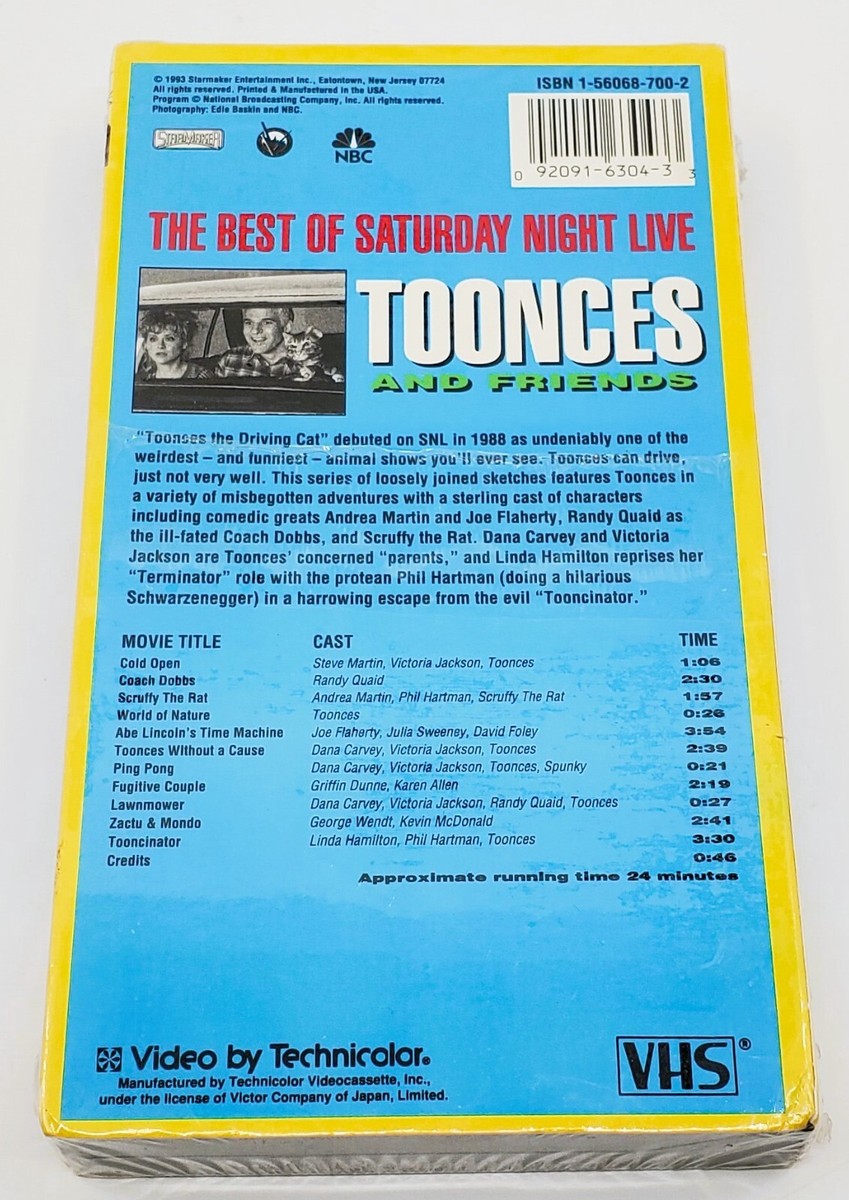 © 1993 Starmaker Entertainment Inc., Eatontown, New Jersey 07724
All rights reserved. Printed & Manufactured in the USA.
Program © National Broadcasting Company, Inc. All rights reserved.
Photography: Edie Baskin and NBC.
STARMAKER
NBC
ISBN 1-56068-700-2
0 92091-6304-3 3
THE BEST OF SATURDAY NIGHT LIVE
TOONCES
AND FRIENDS
“Toonses the Driving Cat” debuted on SNL in 1988 as undeniably one of the
weirdest – and funniest – animal shows you’ll ever see. Toonces can drive,
just not very well. This series of loosely joined sketches features Toonces in
a variety of misbegotten adventures with a sterling cast of characters
including comedic greats Andrea Martin and Joe Flaherty, Randy Quaid as
the ill-fated Coach Dobbs, and Scruffy the Rat. Dana Carvey and Victoria
Jackson are Toonces’ concerned “parents,” and Linda Hamilton reprises her
“Terminator” role with the protean Phil Hartman (doing a hilarious
Schwarzenegger) in a harrowing escape from the evil “Tooncinator.”
MOVIE TITLE CAST TIME
Cold Open Steve Martin, Victoria Jackson, Toonces 1:06
Coach Dobbs Randy Quaid 2:30
Scruffy The Rat Andrea Martin, Phil Hartman, Scruffy The Rat 1:57
World of Nature Toonces 0:26
Abe Lincoln's Time Machine Joe Flaherty, Julia Sweeney, David Foley 3:54
Toonces WIthout a Cause Dana Carvey, Victoria Jackson, Toonces 2:39
Ping Pong Dana Carvey, Victoria Jackson, Toonces, Spunky 0:21
Fugitive Couple Griffin Dunne, Karen Allen 2:19
Lawnmower Dana Carvey, Victoria Jackson, Randy Quaid, Toonces 0:27
Zactu & Mondo George Wendt, Kevin McDonald 2:41
Tooncinator Linda Hamilton, Phil Hartman, Toonces 3:30
Credits 0:46
Approximate running time 24 minutes
Video by Technicolor®
Manufactured by Technicolor Videocassette, Inc.,
under the license of Victor Company of Japan, Limited.
VHS®